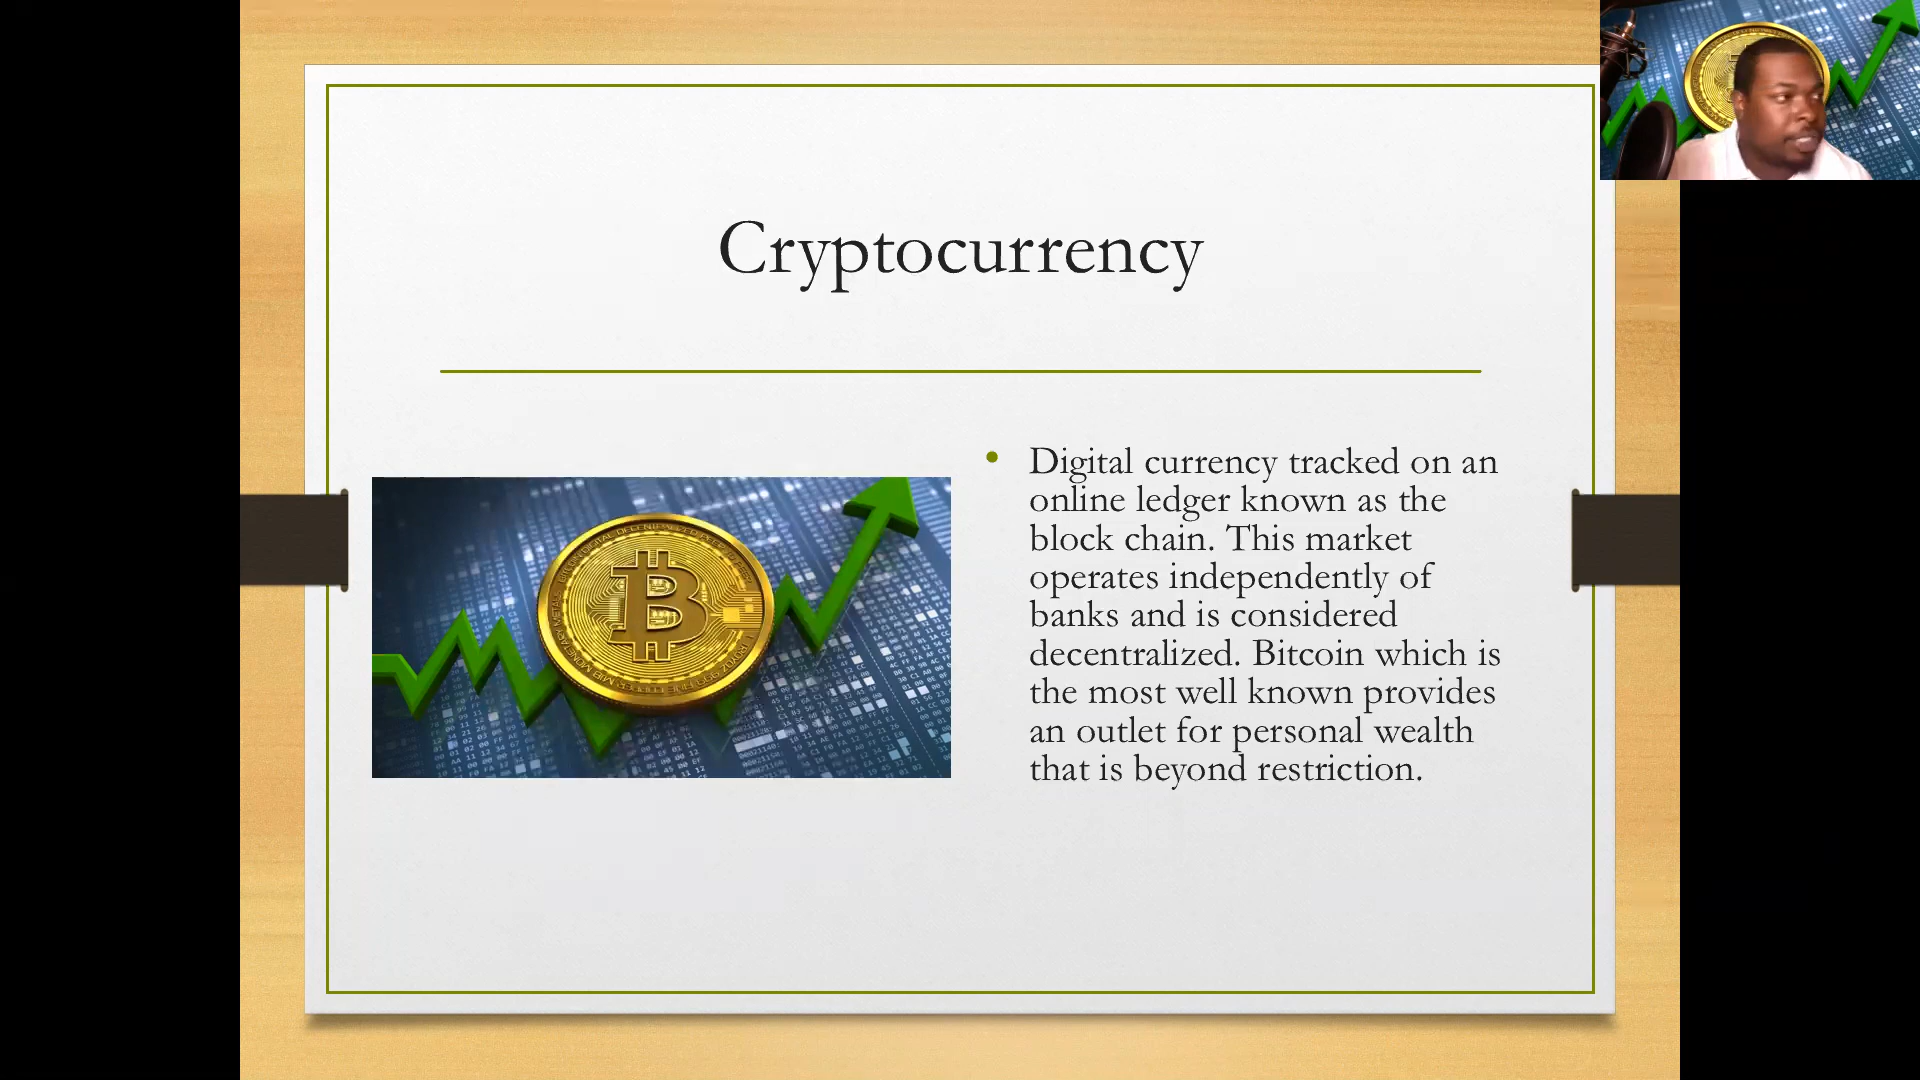 Cryptocurrency
Digital currency tracked on an
online ledger known as the
block chain. This market
operates independently of
banks and is considered
decentralized. Bitcoin which is
the most well known provides
an outlet for personal wealth
that is beyond restriction.